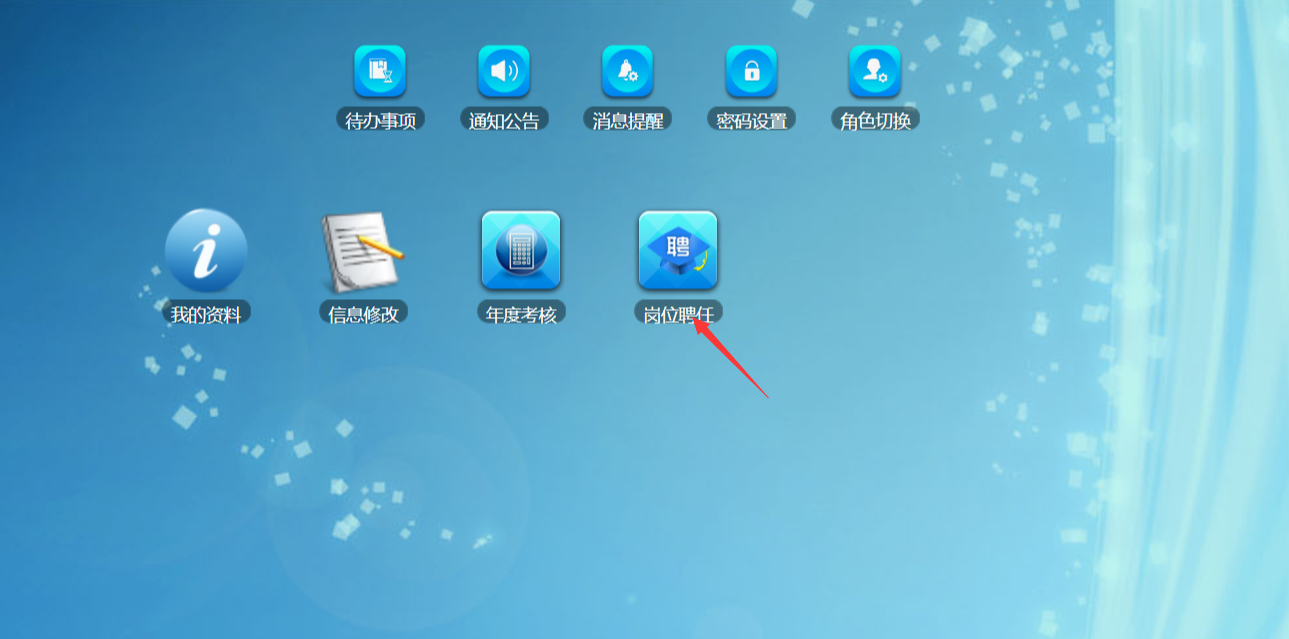 待办事项
通知公告
消息提醒
密码设置
角色切换
聘
我的资料
信息修改
年度考核
岗位聘任